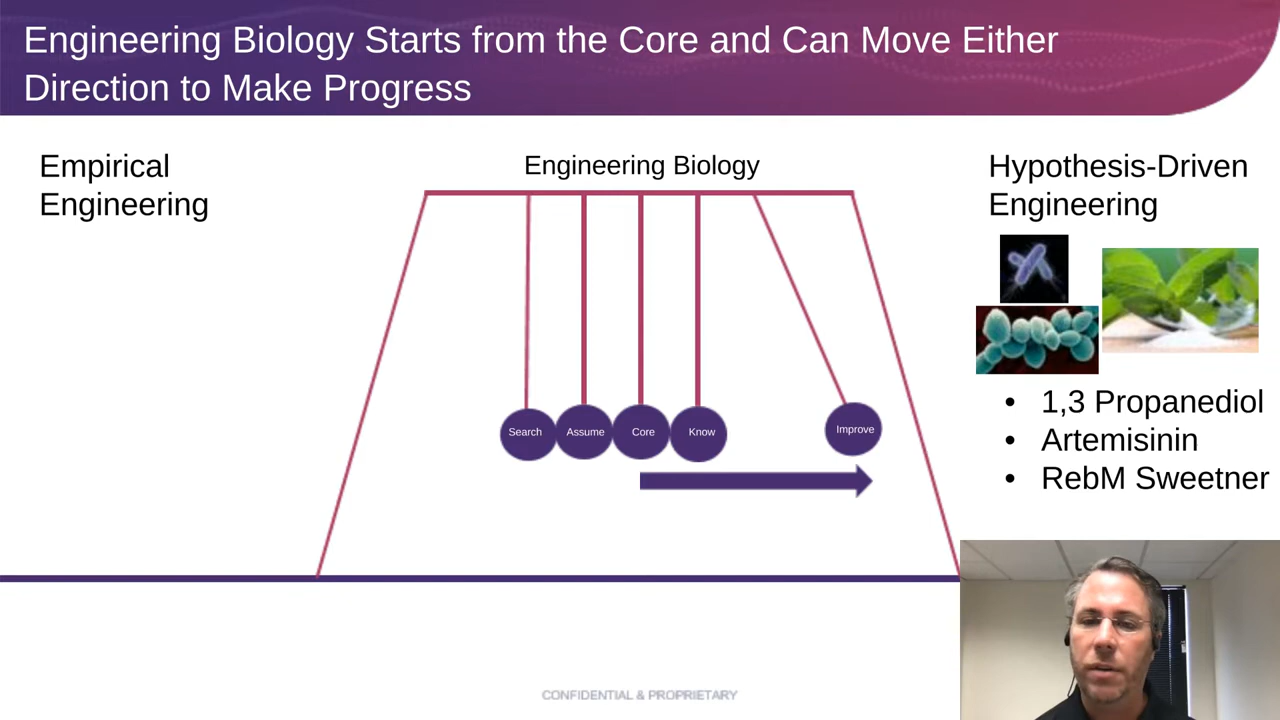 Engineering Biology Starts from the Core and Can Move Either
Direction to Make Progress
Empirical
Engineering
Engineering Biology
Hypothesis-Driven
Engineering
Search
Assume
Core
Know
Improve
• 1,3 Propanediol
• Artemisinin
• RebM Sweetner
CONFIDENTIAL & PROPRIETARY